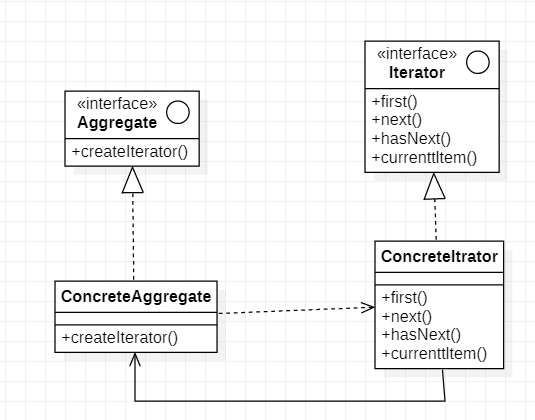 «interface»
Iterator
+first()
+next()
+hasNext()
+currenttItem()
«interface»
Aggregate
+createIterator()
ConcreteItrator
+first()
+next()
+hasNext()
+currenttItem()
ConcreteAggregate
+createIterator()